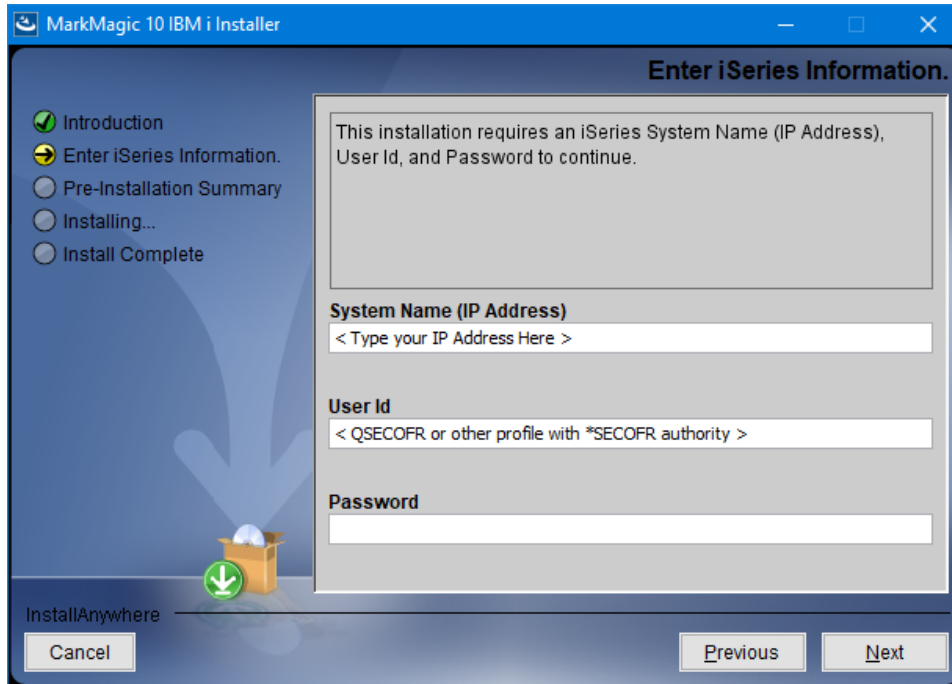 MarkMagic 10 IBM i Installer
Enter iSeries Information.
Introduction
Enter iSeries Information.
Pre-Installation Summary
Installing...
Install Complete
This installation requires an iSeries System Name (IP Address),
User Id, and Password to continue.
System Name (IP Address)
< Type your IP Address Here >
User Id
< QSECOFR or other profile with *SECOFR authority >
Password
InstallAnywhere
Cancel
Previous
Next